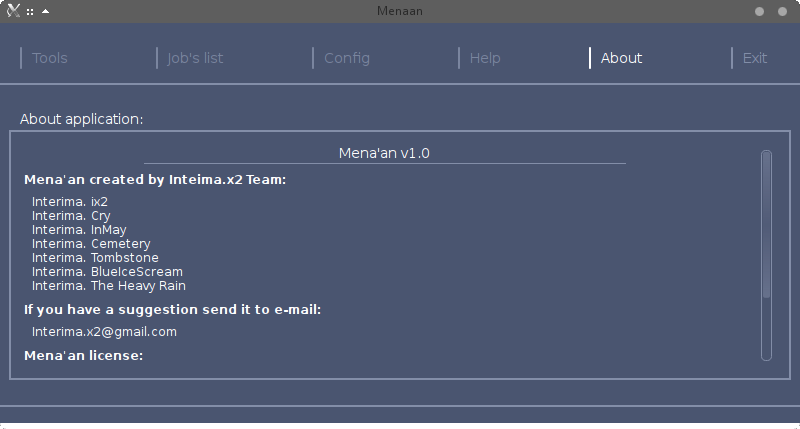 Menaan
Tools Job's list Config Help About Exit
About application:
Mena'an v1.0
Mena'an created by Inteima.x2 Team:
Interima. ix2
Interima. Cry
Interima. InMay
Interima. Cemetery
Interima. Tombstone
Interima. BlueIceScream
Interima. The Heavy Rain
If you have a suggestion send it to e-mail:
Interima.x2@gmail.com
Mena'an license: